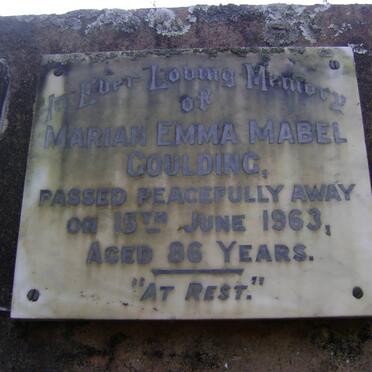 In Ever Loving Memory
of
Marian Emma Mabel
Goulding,
passed peacefully away
on 15th June 1963,
Aged 86 Years.
"At Rest."